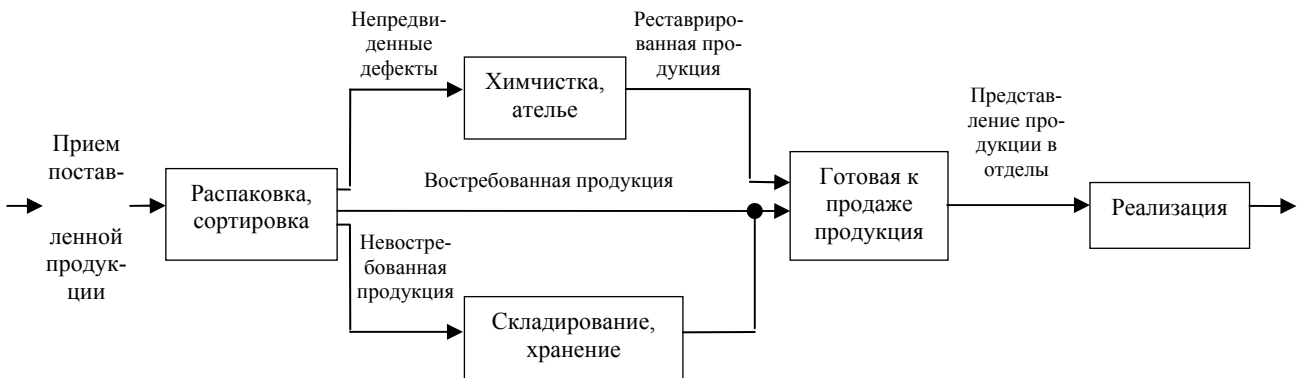 Непредви-
денные
дефекты
Реставриро-
ванная про-
дукция
Химчистка,
ателье
Представ-
ление про-
дукции в
отделы
Прием
постав-
ленной
продук-
ции
Распаковка,
сортировка
Востребованная продукция
Готовая к
продаже
продукция
Реализация
Невостре-
бованная
продукция
Складирование,
хранение